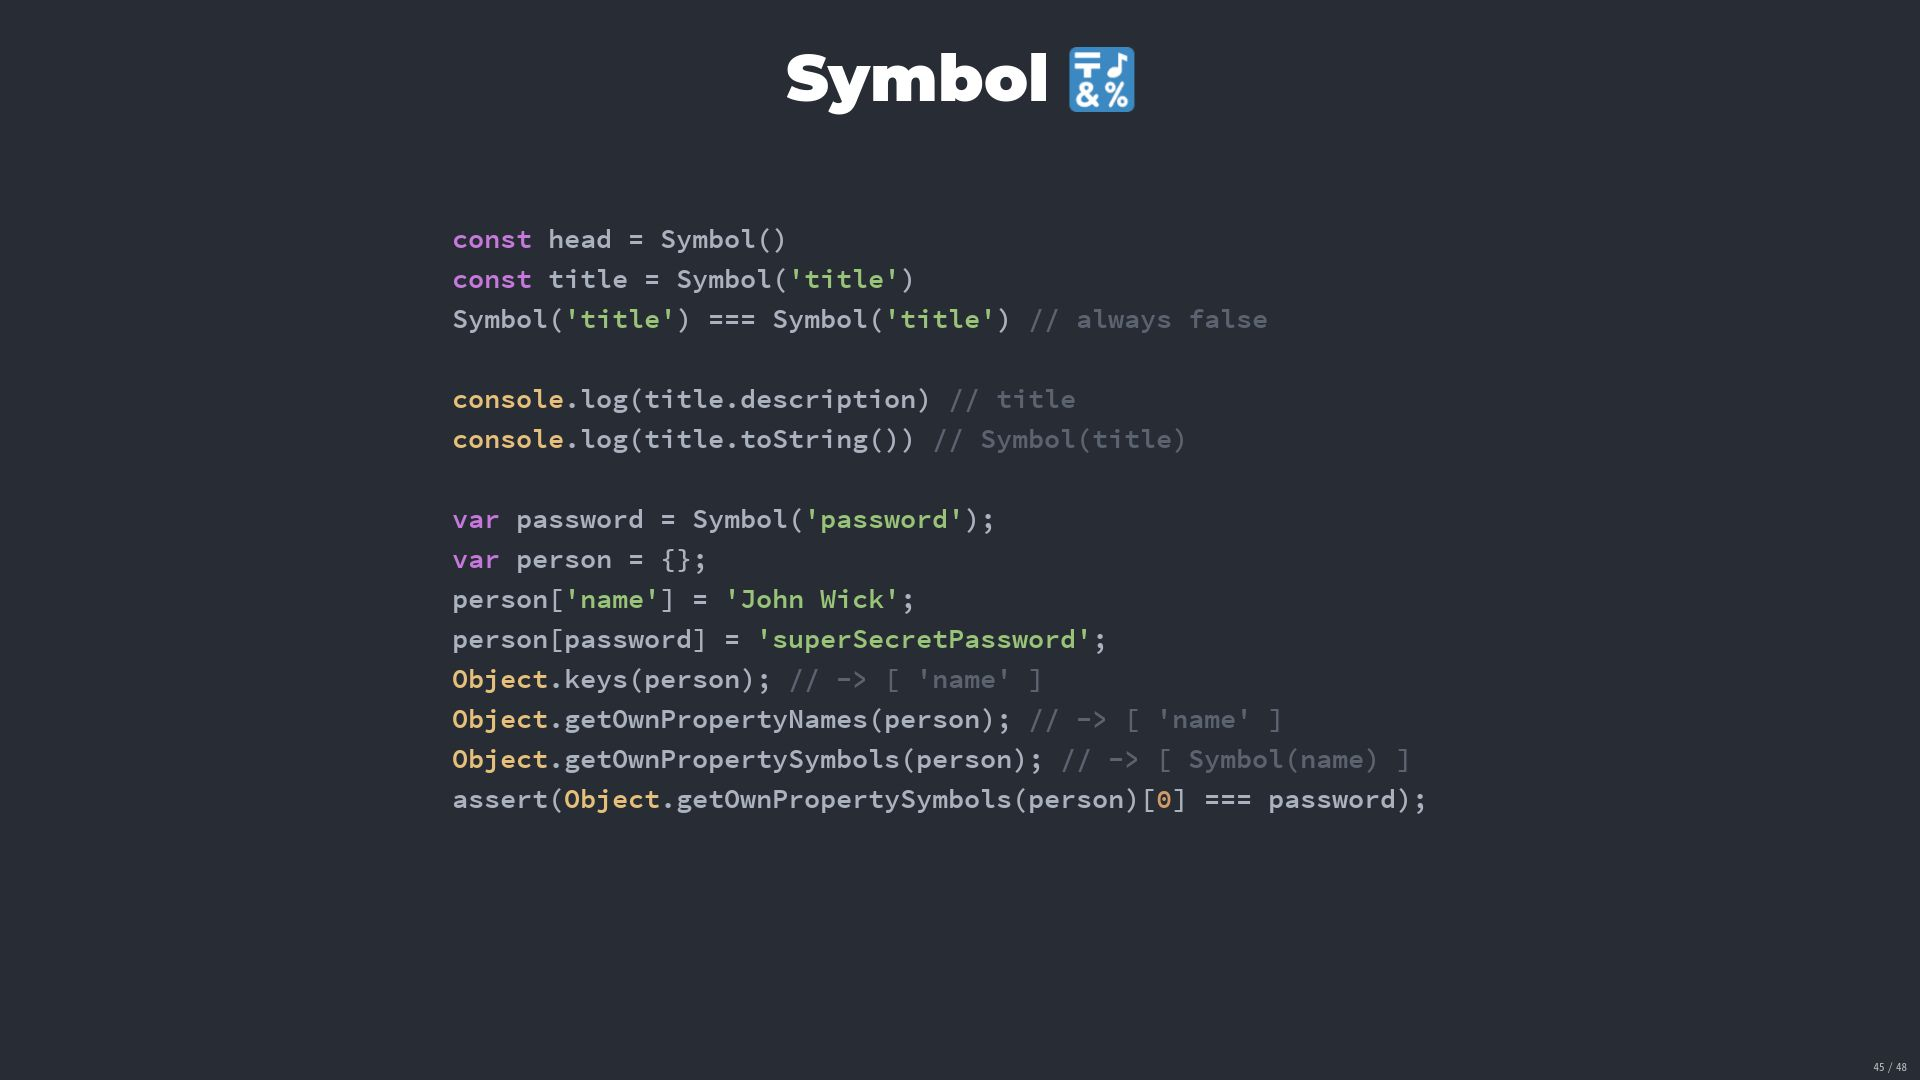 Symbol 🔣
const head = Symbol()
const title = Symbol('title')
Symbol('title') === Symbol('title') // always false
console.log(title.description) // title
console.log(title.toString()) // Symbol(title)
var password = Symbol('password');
var person = {};
person['name'] = 'John Wick';
person[password] = 'superSecretPassword';
Object.keys(person); // -> [ 'name' ]
Object.getOwnPropertyNames(person); // -> [ 'name' ]
Object.getOwnPropertySymbols(person); // -> [ Symbol(name) ]
assert(Object.getOwnPropertySymbols(person)[0] === password);
45 / 48